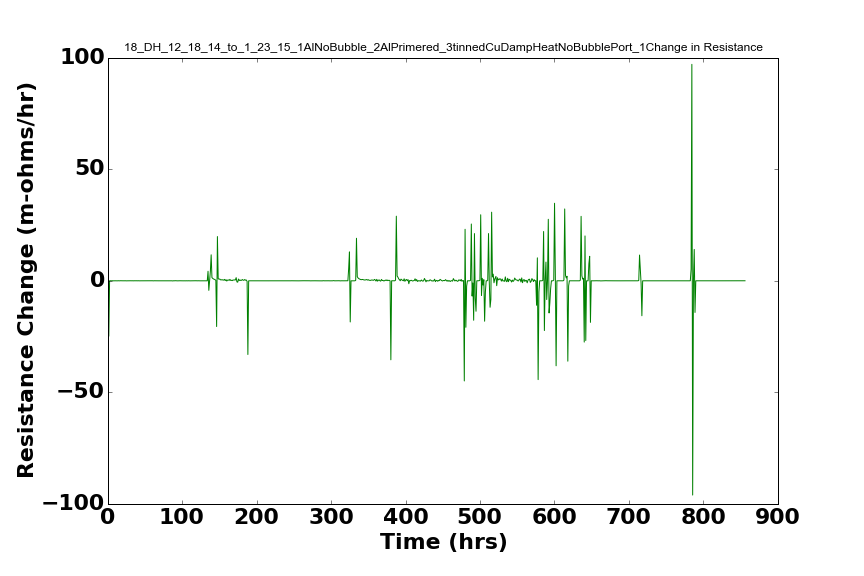 18_DH_12_18_14_to_1_23_15_1AlNoBubble_2AlPrimered_3tinnedCuDampHeatNoBubblePort_1Change in Resistance
100
50
0
−50
−100
Resistance Change (m-ohms/hr)
0 100 200 300 400 500 600 700 800 900
Time (hrs)